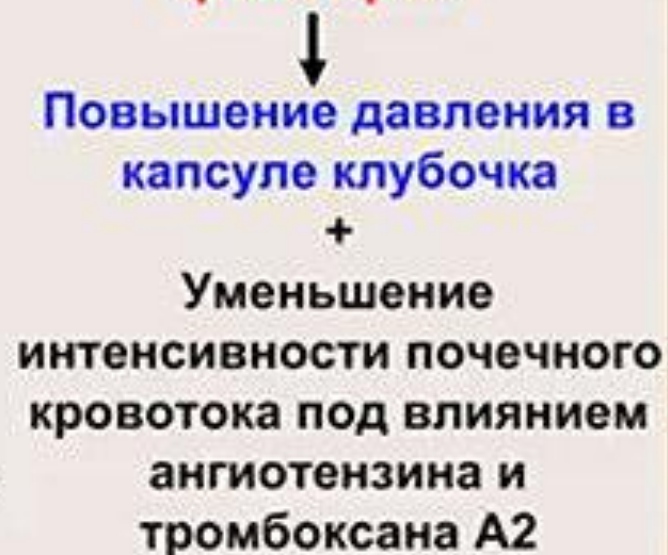 Повышение давления в
капсуле клубочка
+
Уменьшение
интенсивности почечного
кровотока под влиянием
ангиотензина и
тромбоксана А2